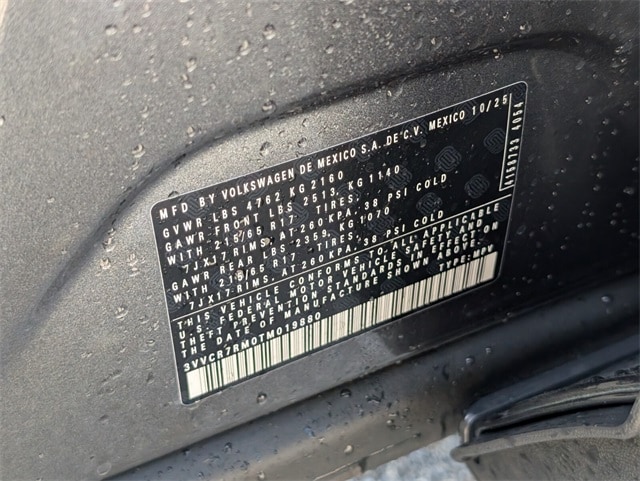 MFD BY VOLKSWAGEN DE MEXICO S.A. DE C.V. MEXICO 10/25
GVWR LBS 4762 KG 2160
GAWR FRONT LBS 2513, KG 1140
WITH 215/65 R17 TIRES,
7JX17 RIMS, AT 260 KPA, 38 PSI COLD
GAWR REAR LBS 2359, KG 1070
WITH 215/65 R17 TIRES,
7JX17 RIMS, AT 260 KPA, 38 PSI COLD
THIS VEHICLE CONFORMS TO ALL APPLICABLE
U.S. FEDERAL MOTOR VEHICLE SAFETY AND
THEFT PREVENTION STANDARDS IN EFFECT ON
THE DATE OF MANUFACTURE SHOWN ABOVE.
3VVCR7RM0TM019880 TYPE: MPV
4054